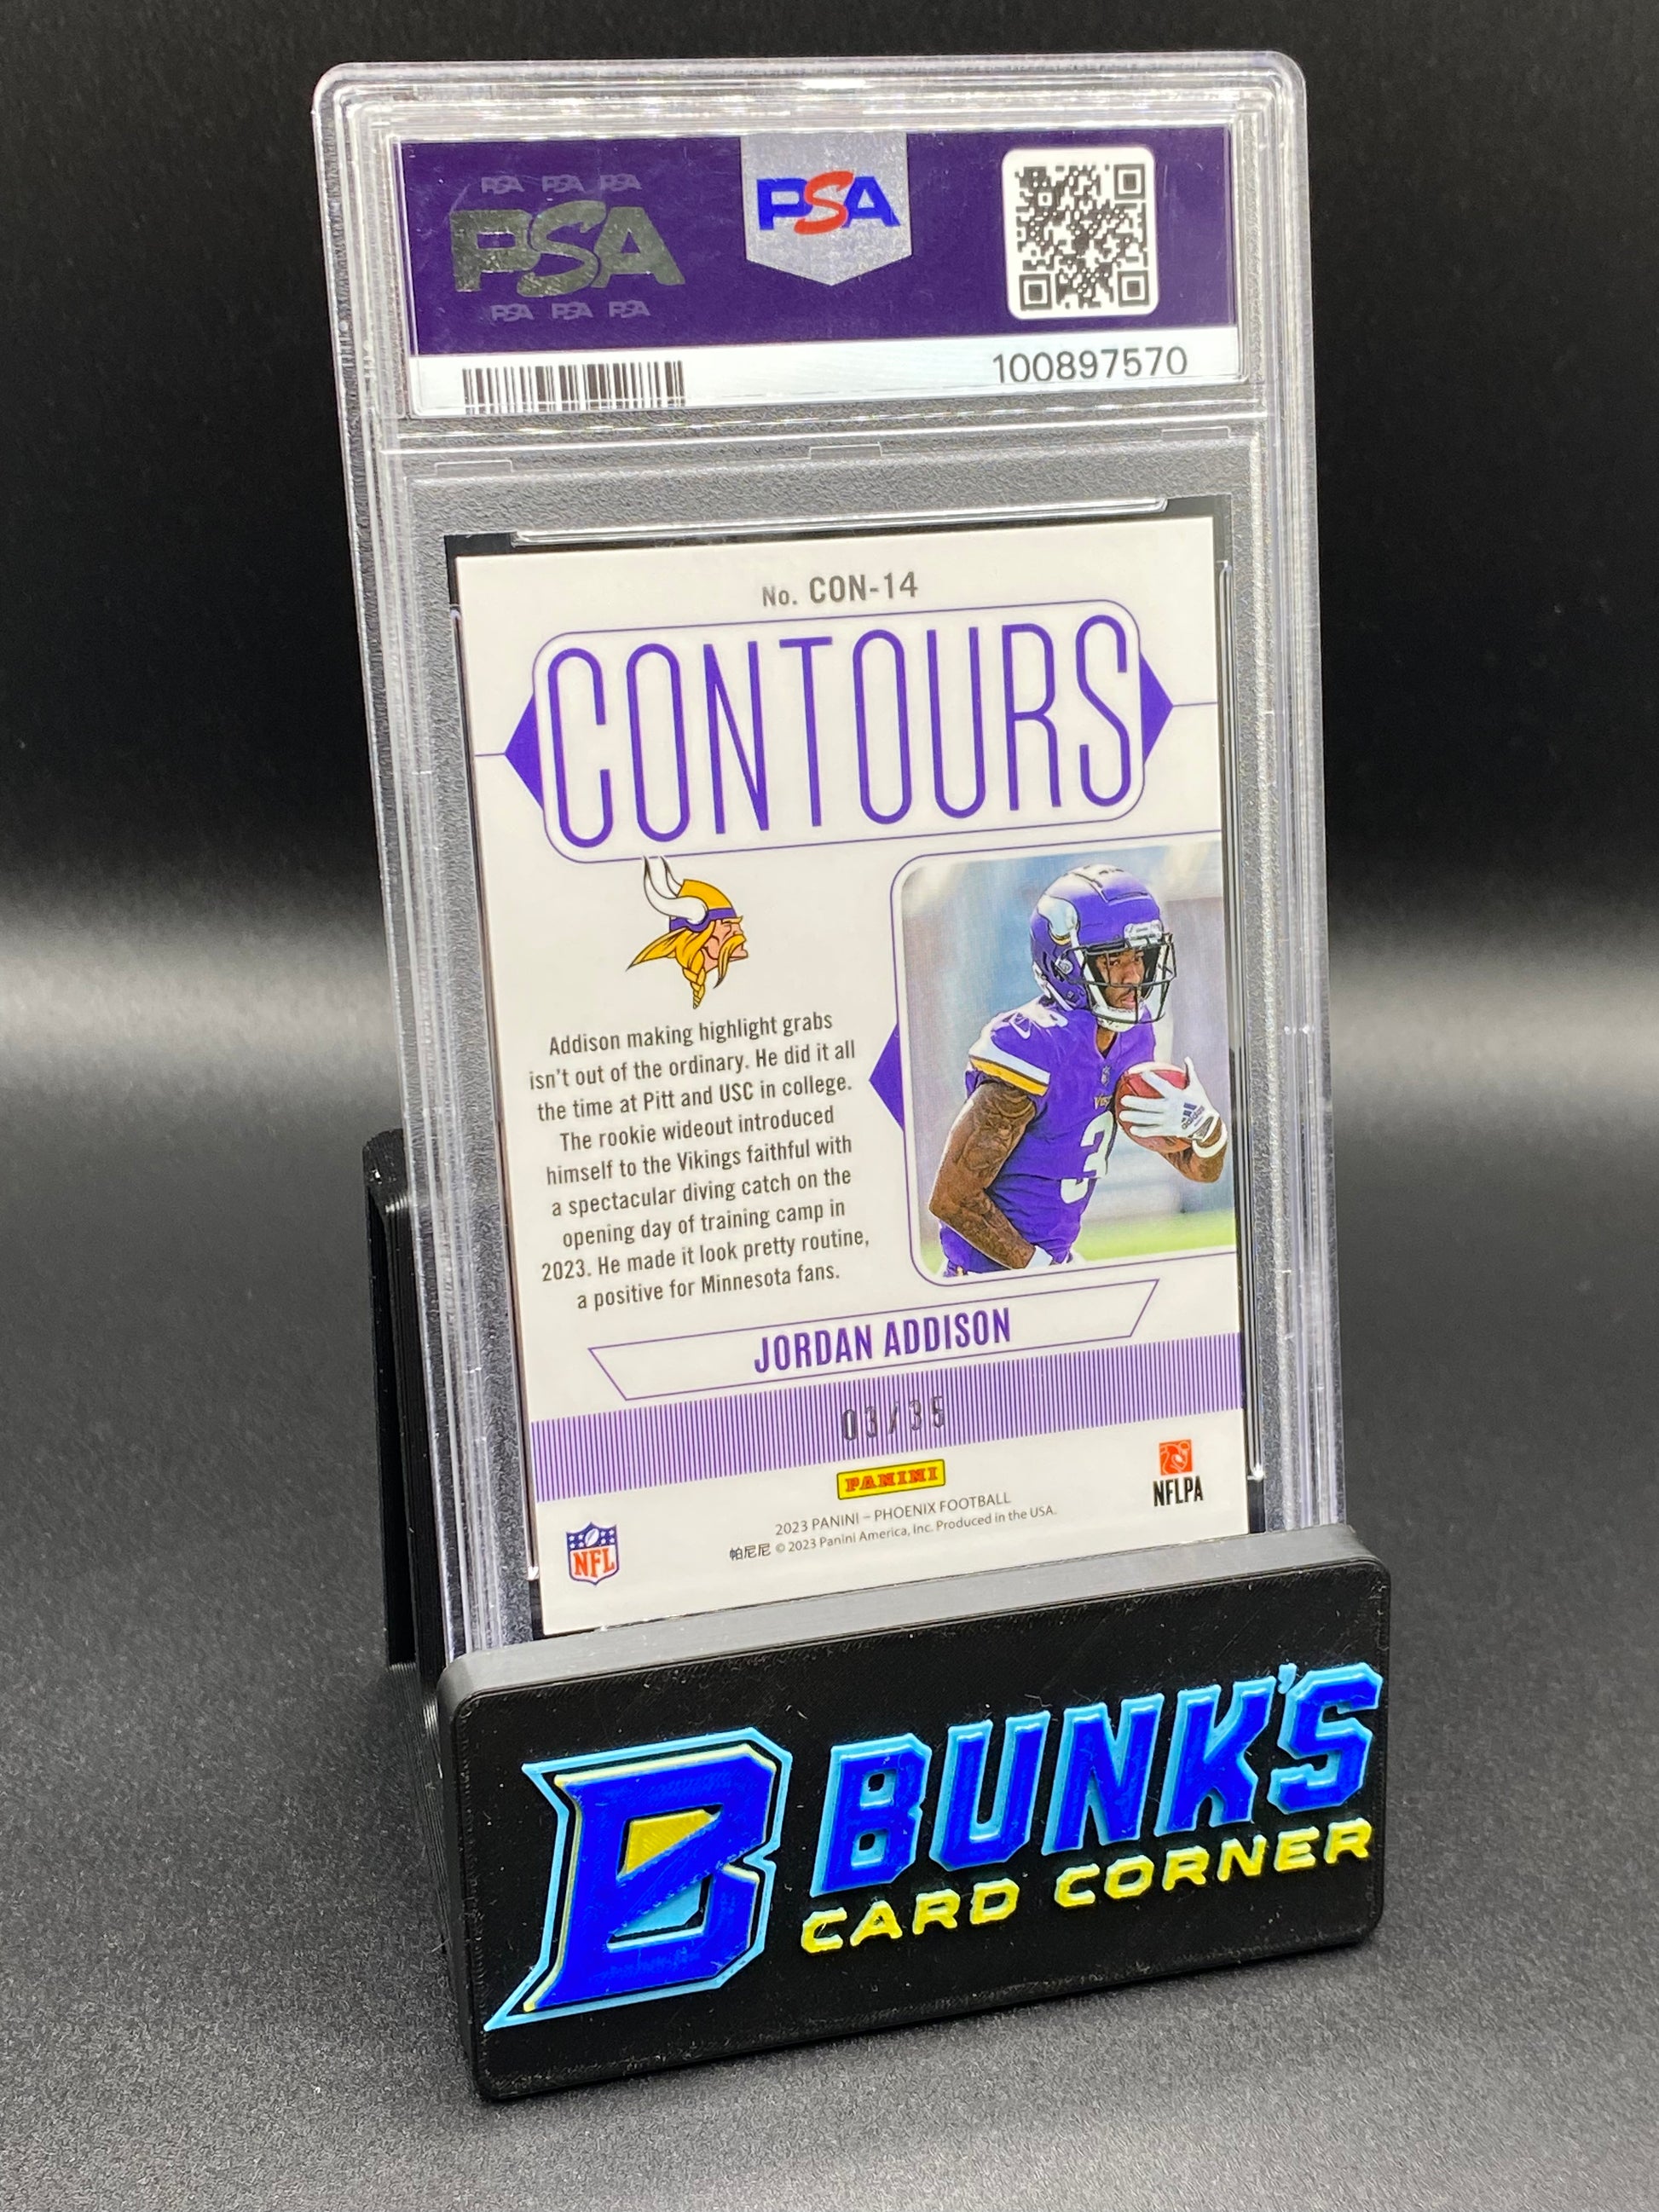 PSA PSA PSA
PSA
PSA PSA PSA
PSA
100897570
No. CON-14
CONTOURS
Addison making highlight grabs
isn't out of the ordinary. He did it all
the time at Pitt and USC in college.
The rookie wideout introduced
himself to the Vikings faithful with
a spectacular diving catch on the
opening day of training camp in
2023. He made it look pretty routine,
a positive for Minnesota fans.
3
JORDAN ADDISON
03/35
PANINI
2023 PANINI – PHOENIX FOOTBALL
帕尼尼 © 2023 Panini America, Inc. Produced in the USA.
NFL
NFLPA
B BUNK'S
CARD CORNER